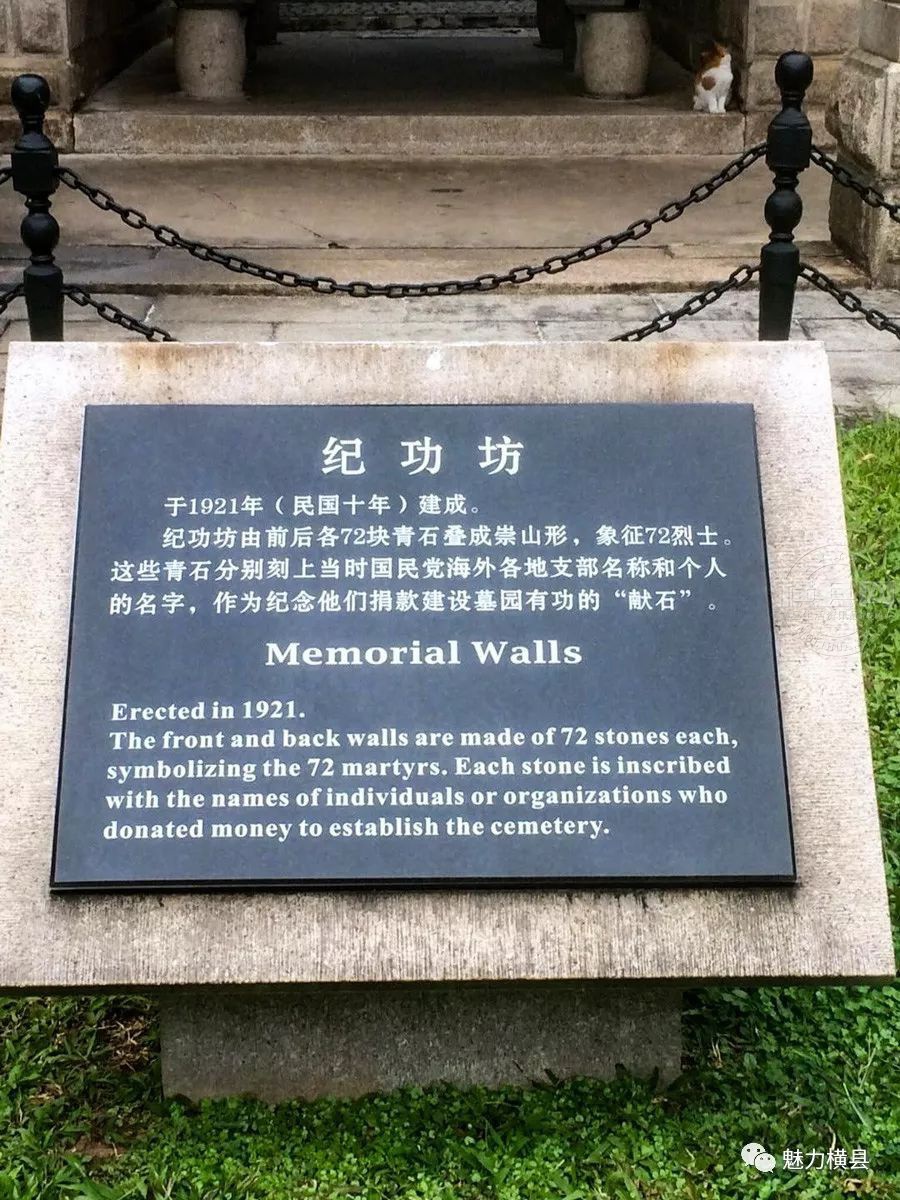 纪功坊
于1921年（民国十年）建成。
纪功坊由前后各72块青石叠成崇山形，象征72烈士。
这些青石分别刻上当时国民党海外各地支部名称和个人
的名字，作为纪念他们捐款建设墓园有功的“献石”。
Memorial Walls
Erected in 1921.
The front and back walls are made of 72 stones each,
symbolizing the 72 martyrs. Each stone is inscribed
with the names of individuals or organizations who
donated money to establish the cemetery.
魅力横县